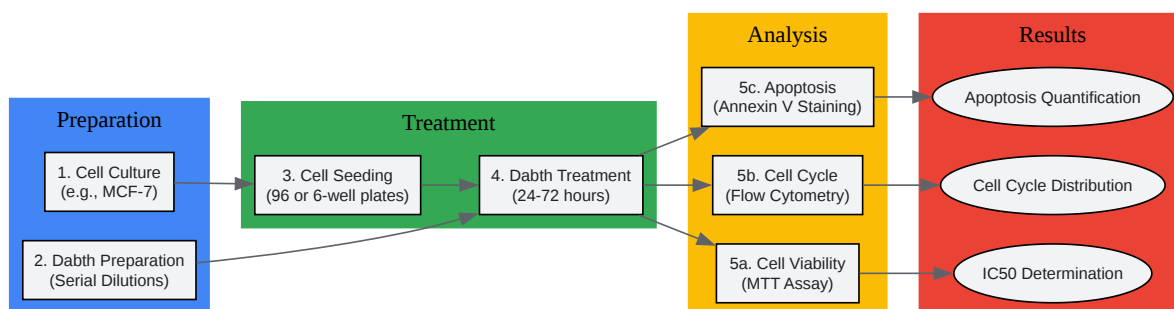 Preparation
1. Cell Culture
(e.g., MCF-7)
2. Dabth Preparation
(Serial Dilutions)
Treatment
3. Cell Seeding
(96 or 6-well plates)
4. Dabth Treatment
(24-72 hours)
Analysis
5c. Apoptosis
(Annexin V Staining)
5b. Cell Cycle
(Flow Cytometry)
5a. Cell Viability
(MTT Assay)
Results
Apoptosis Quantification
Cell Cycle Distribution
IC50 Determination